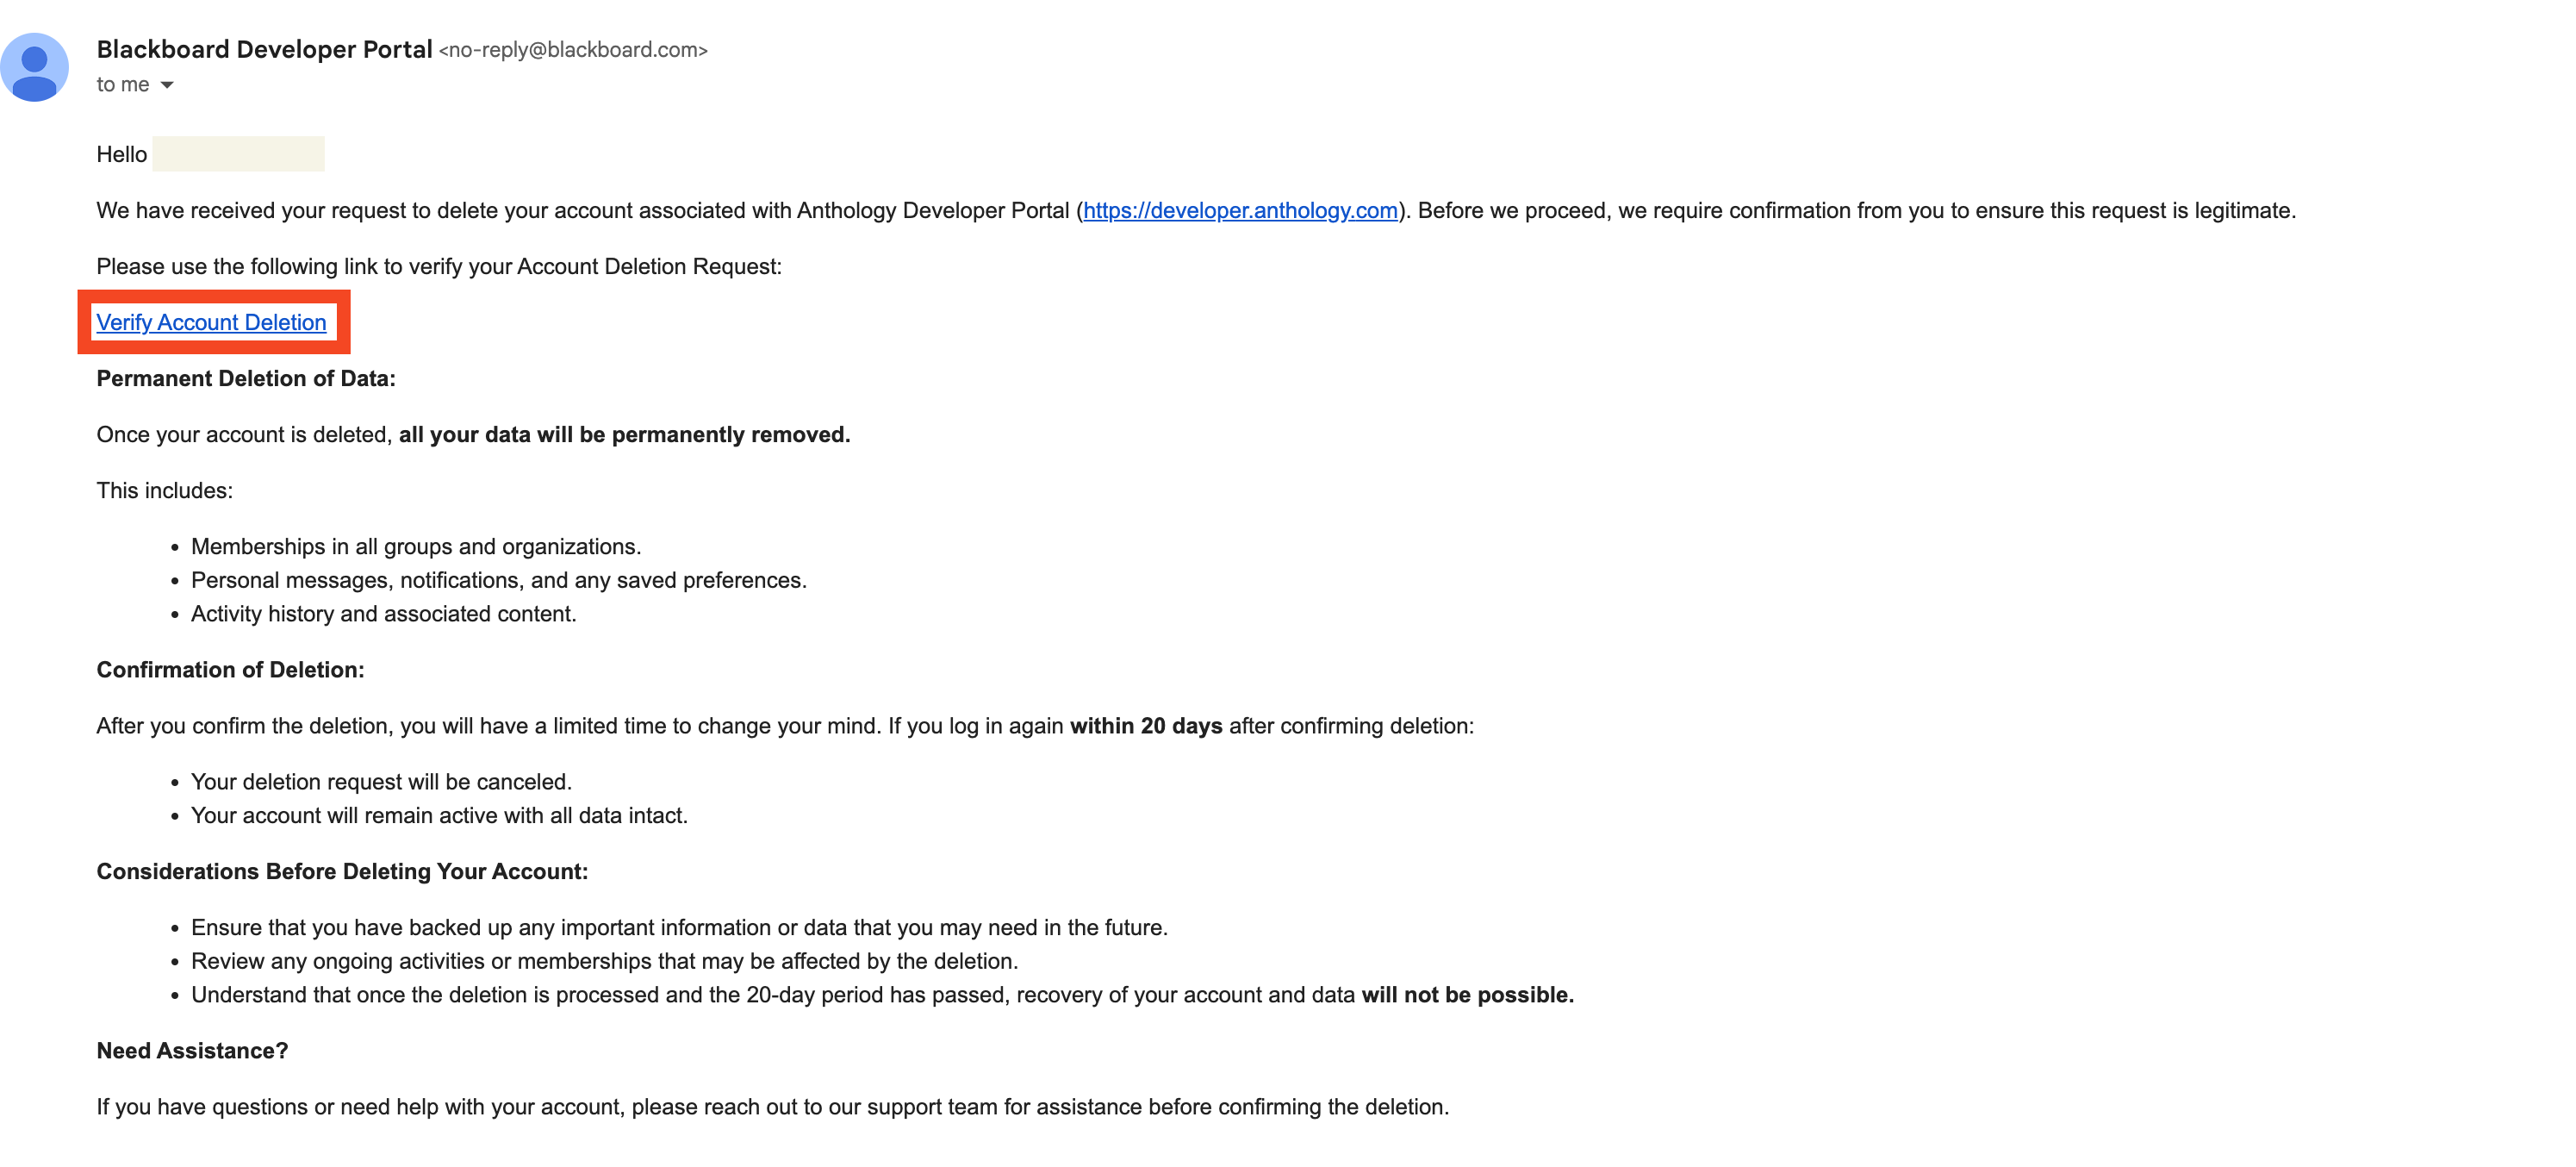 Blackboard Developer Portal <no-reply@blackboard.com>
to me
Hello
We have received your request to delete your account associated with Anthology Developer Portal (https://developer.anthology.com). Before we proceed, we require confirmation from you to ensure this request is legitimate.
Please use the following link to verify your Account Deletion Request:
Verify Account Deletion
Permanent Deletion of Data:
Once your account is deleted, all your data will be permanently removed.
This includes:
• Memberships in all groups and organizations.
• Personal messages, notifications, and any saved preferences.
• Activity history and associated content.
Confirmation of Deletion:
After you confirm the deletion, you will have a limited time to change your mind. If you log in again within 20 days after confirming deletion:
• Your deletion request will be canceled.
• Your account will remain active with all data intact.
Considerations Before Deleting Your Account:
• Ensure that you have backed up any important information or data that you may need in the future.
• Review any ongoing activities or memberships that may be affected by the deletion.
• Understand that once the deletion is processed and the 20-day period has passed, recovery of your account and data will not be possible.
Need Assistance?
If you have questions or need help with your account, please reach out to our support team for assistance before confirming the deletion.